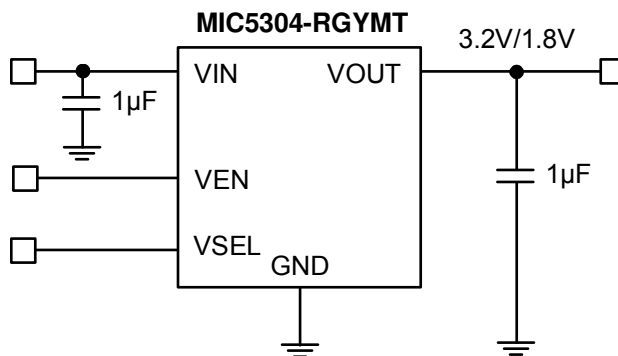 MIC5304-RGYMT
3.2V/1.8V
VIN
VOUT
1µF
VEN
1µF
VSEL
GND